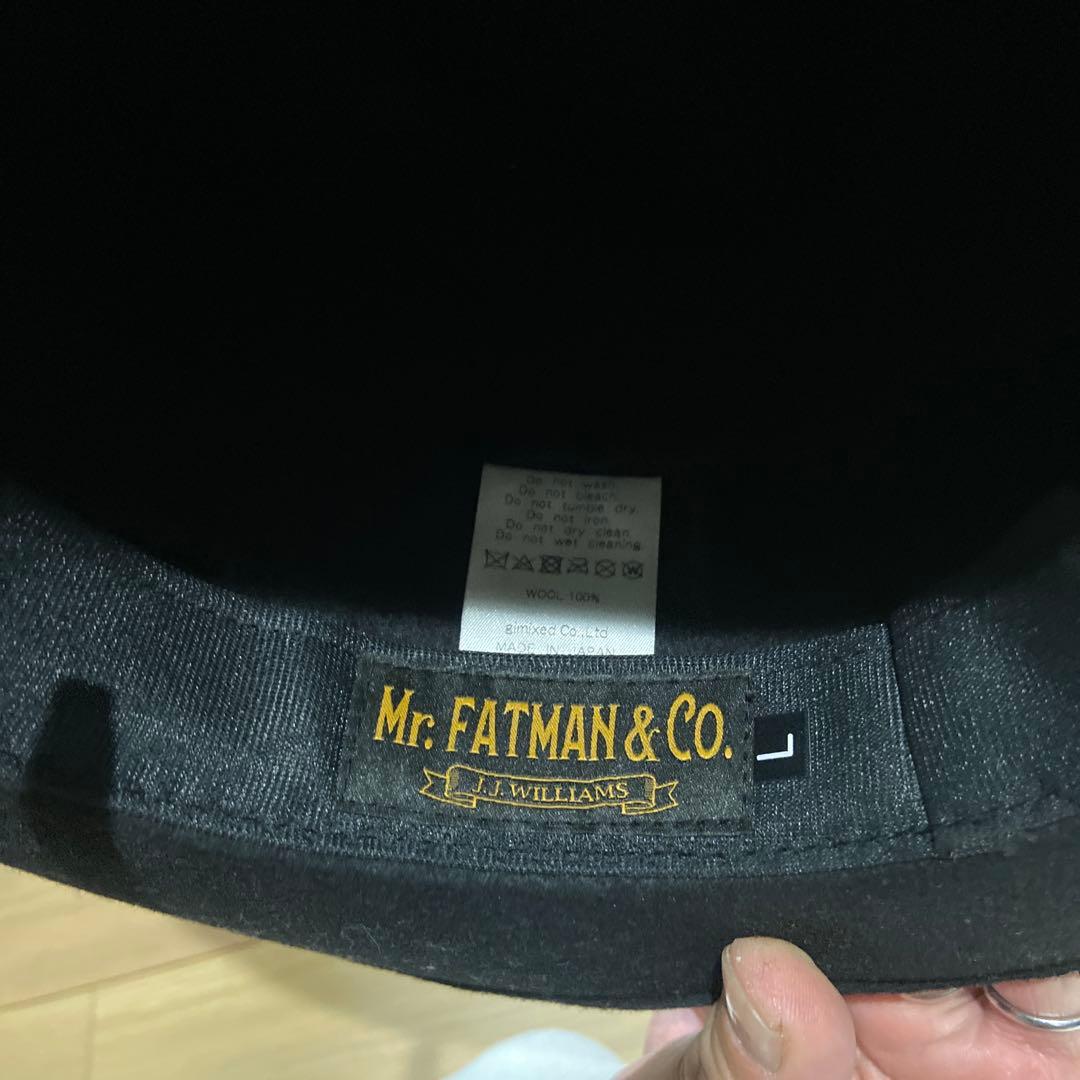 Do not wash.
Do not bleach.
Do not tumble dry.
Do not iron.
Do not dry clean.
Do not wet cleaning
W
WOOL 100%
gimixed Co.,Ltd
MADE IN JAPAN
Mr. FATMAN & CO.
J.J.WILLIAMS
L